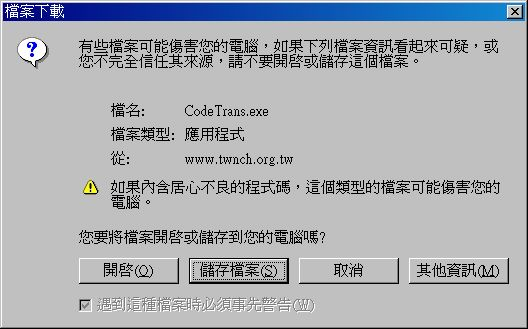 檔案下載
有些檔案可能傷害您的電腦，如果下列檔案資訊看起來可疑，或
您不完全信任其來源，請不要開啟或儲存這個檔案。
檔名: CodeTrans.exe
檔案類型: 應用程式
從: www.twnch.org.tw
如果內含居心不良的程式碼，這個類型的檔案可能傷害您的
電腦。
您要將檔案開啟或儲存到您的電腦嗎?
開啟(O) 儲存檔案(S) 取消 其他資訊(M)
遇到這種檔案時必須事先警告(W)